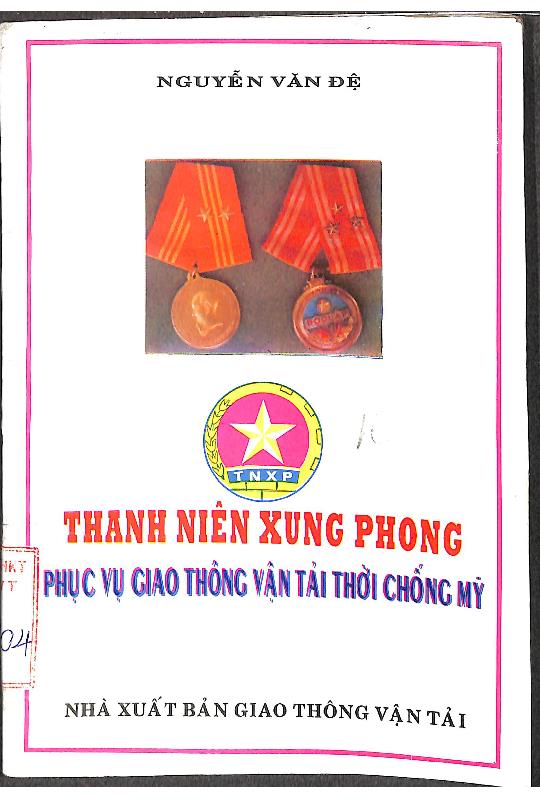 NGUYỄN VĂN ĐỆ
TNXP
THANH NIÊN XUNG PHONG
PHỤC VỤ GIAO THÔNG VẬN TẢI THỜI CHỐNG MỸ
04
NHÀ XUẤT BẢN GIAO THÔNG VẬN TẢI